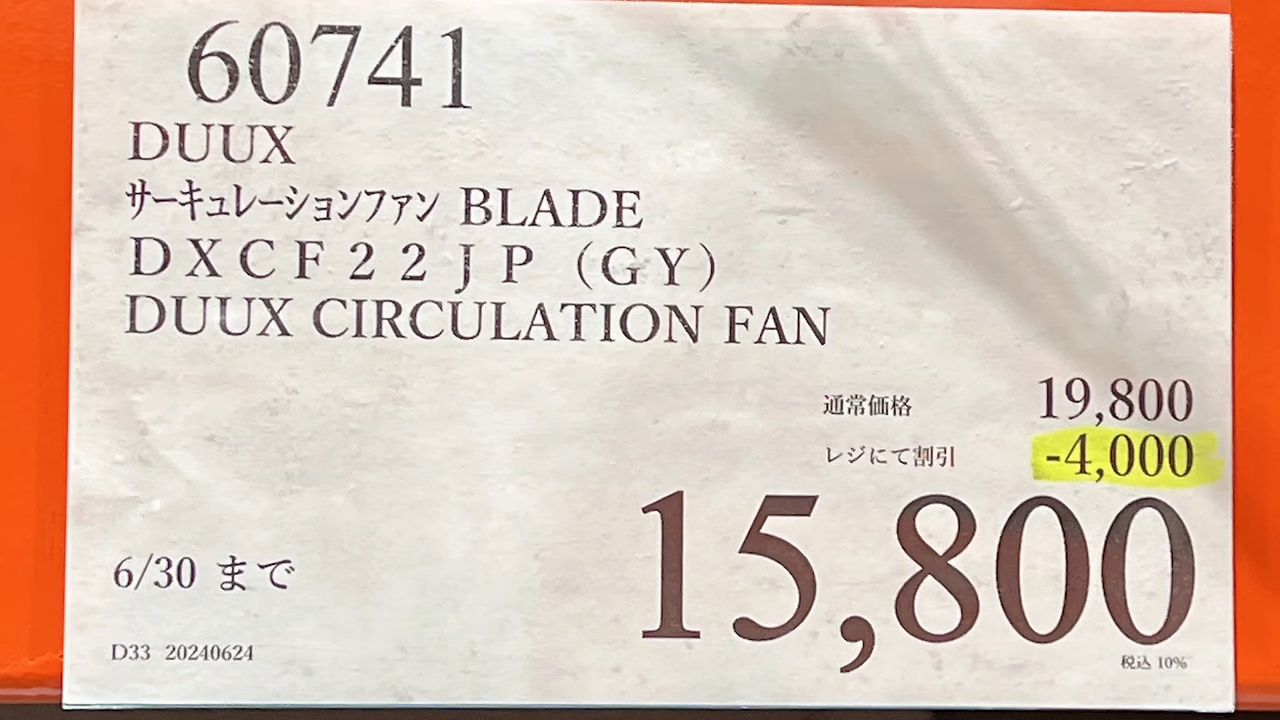 60741
DUUX
サーキュレーションファン BLADE
ＤＸＣＦ２２ＪＰ（ＧＹ）
DUUX CIRCULATION FAN
通常価格 19,800
レジにて割引 -4,000
15,800
6/30 まで
D33 20240624
税込 10%